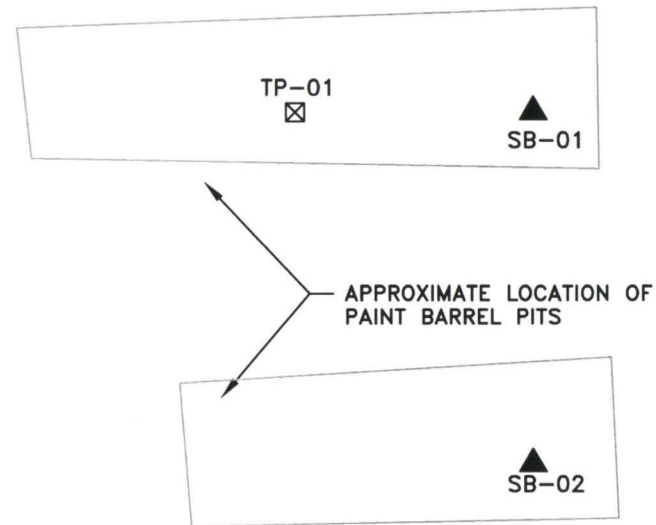 TP-01
SB-01
APPROXIMATE LOCATION OF
PAINT BARREL PITS
SB-02